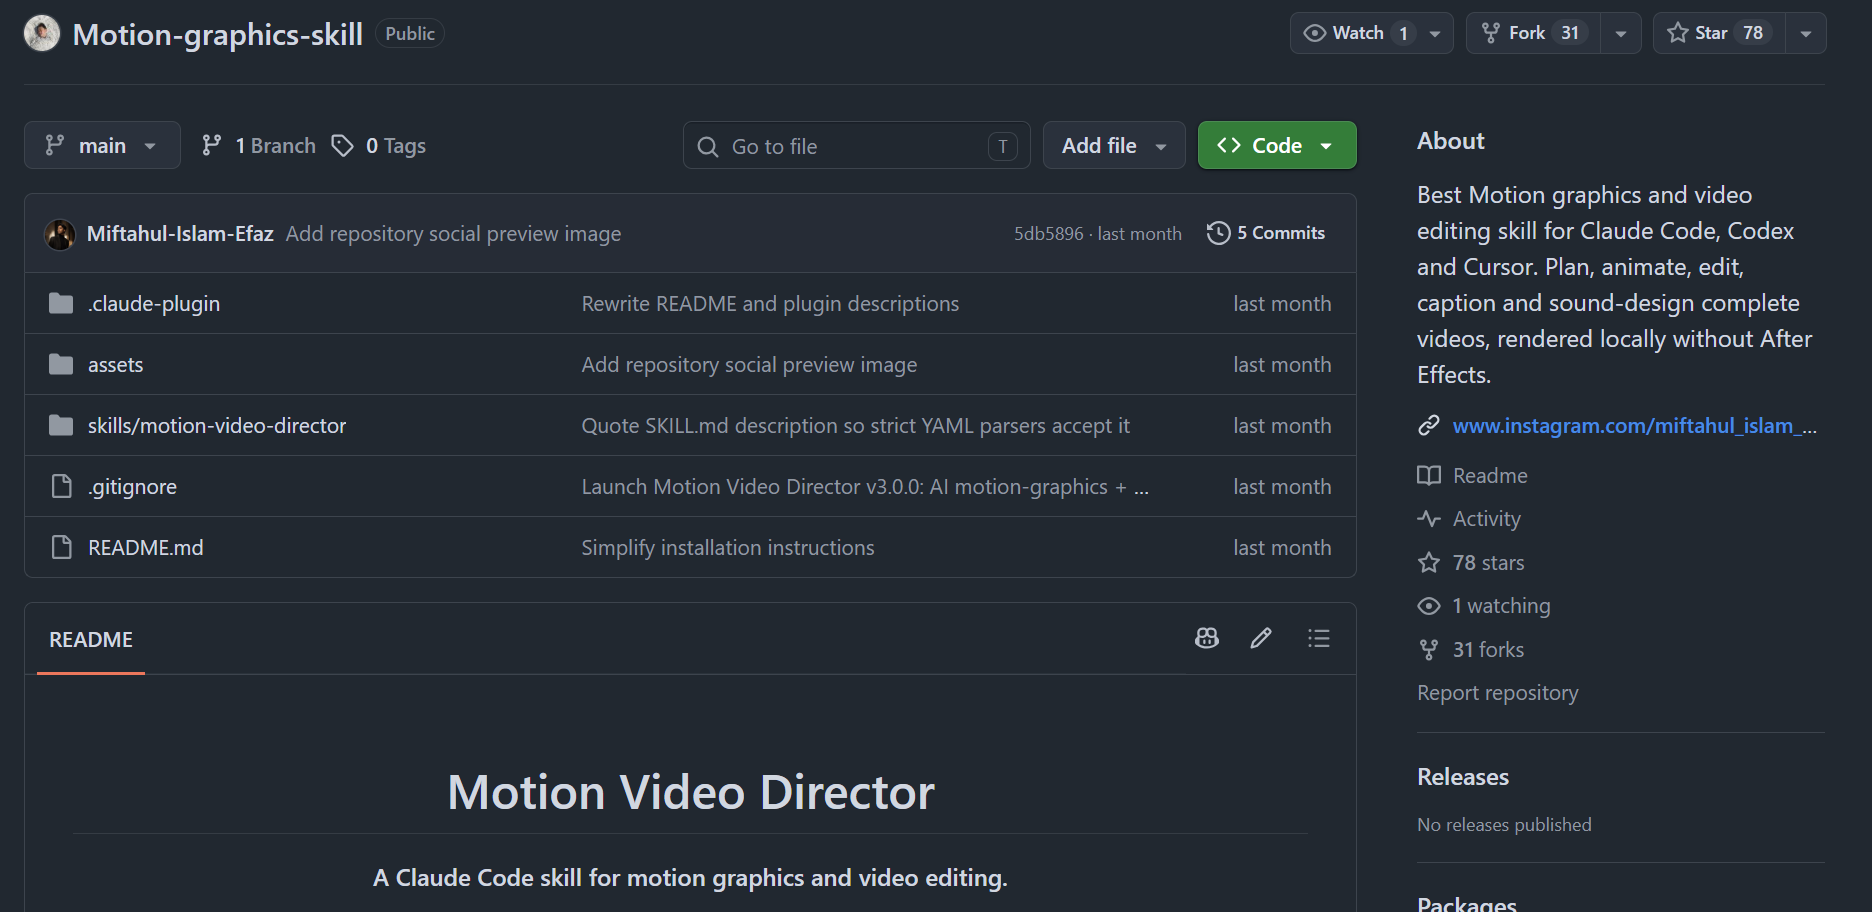 Motion-graphics-skill Public
Watch 1
Fork 31
Star 78
main
1 Branch
0 Tags
Go to file T
Add file
Code
Miftahul-Islam-Efaz Add repository social preview image 5db5896 · last month 5 Commits
.claude-plugin Rewrite README and plugin descriptions last month
assets Add repository social preview image last month
skills/motion-video-director Quote SKILL.md description so strict YAML parsers accept it last month
.gitignore Launch Motion Video Director v3.0.0: AI motion-graphics + ... last month
README.md Simplify installation instructions last month
README
Motion Video Director
A Claude Code skill for motion graphics and video editing.
About
Best Motion graphics and video
editing skill for Claude Code, Codex
and Cursor. Plan, animate, edit,
caption and sound-design complete
videos, rendered locally without After
Effects.
www.instagram.com/miftahul_islam_...
Readme
Activity
78 stars
1 watching
31 forks
Report repository
Releases
No releases published
Packages